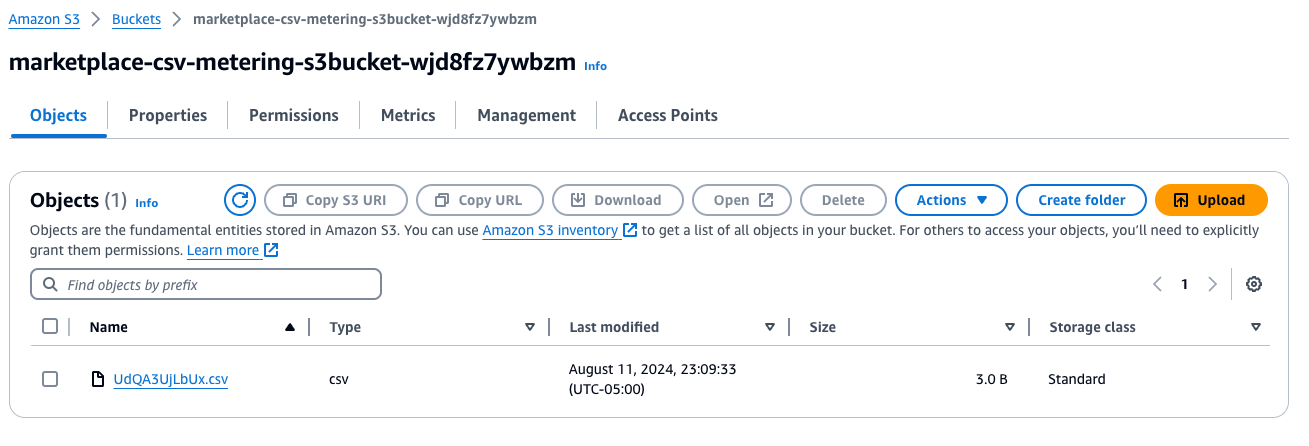 Amazon S3 > Buckets > marketplace-csv-metering-s3bucket-wjd8fz7ywbzm
marketplace-csv-metering-s3bucket-wjd8fz7ywbzm Info
Objects Properties Permissions Metrics Management Access Points
Objects (1) Info Copy S3 URI Copy URL Download Open Delete Actions Create folder Upload
Objects are the fundamental entities stored in Amazon S3. You can use Amazon S3 inventory to get a list of all objects in your bucket. For others to access your objects, you'll need to explicitly
grant them permissions. Learn more
Find objects by prefix 1
Name Type Last modified Size Storage class
UdQA3UjLbUx.csv csv August 11, 2024, 23:09:33 3.0 B Standard
(UTC-05:00)